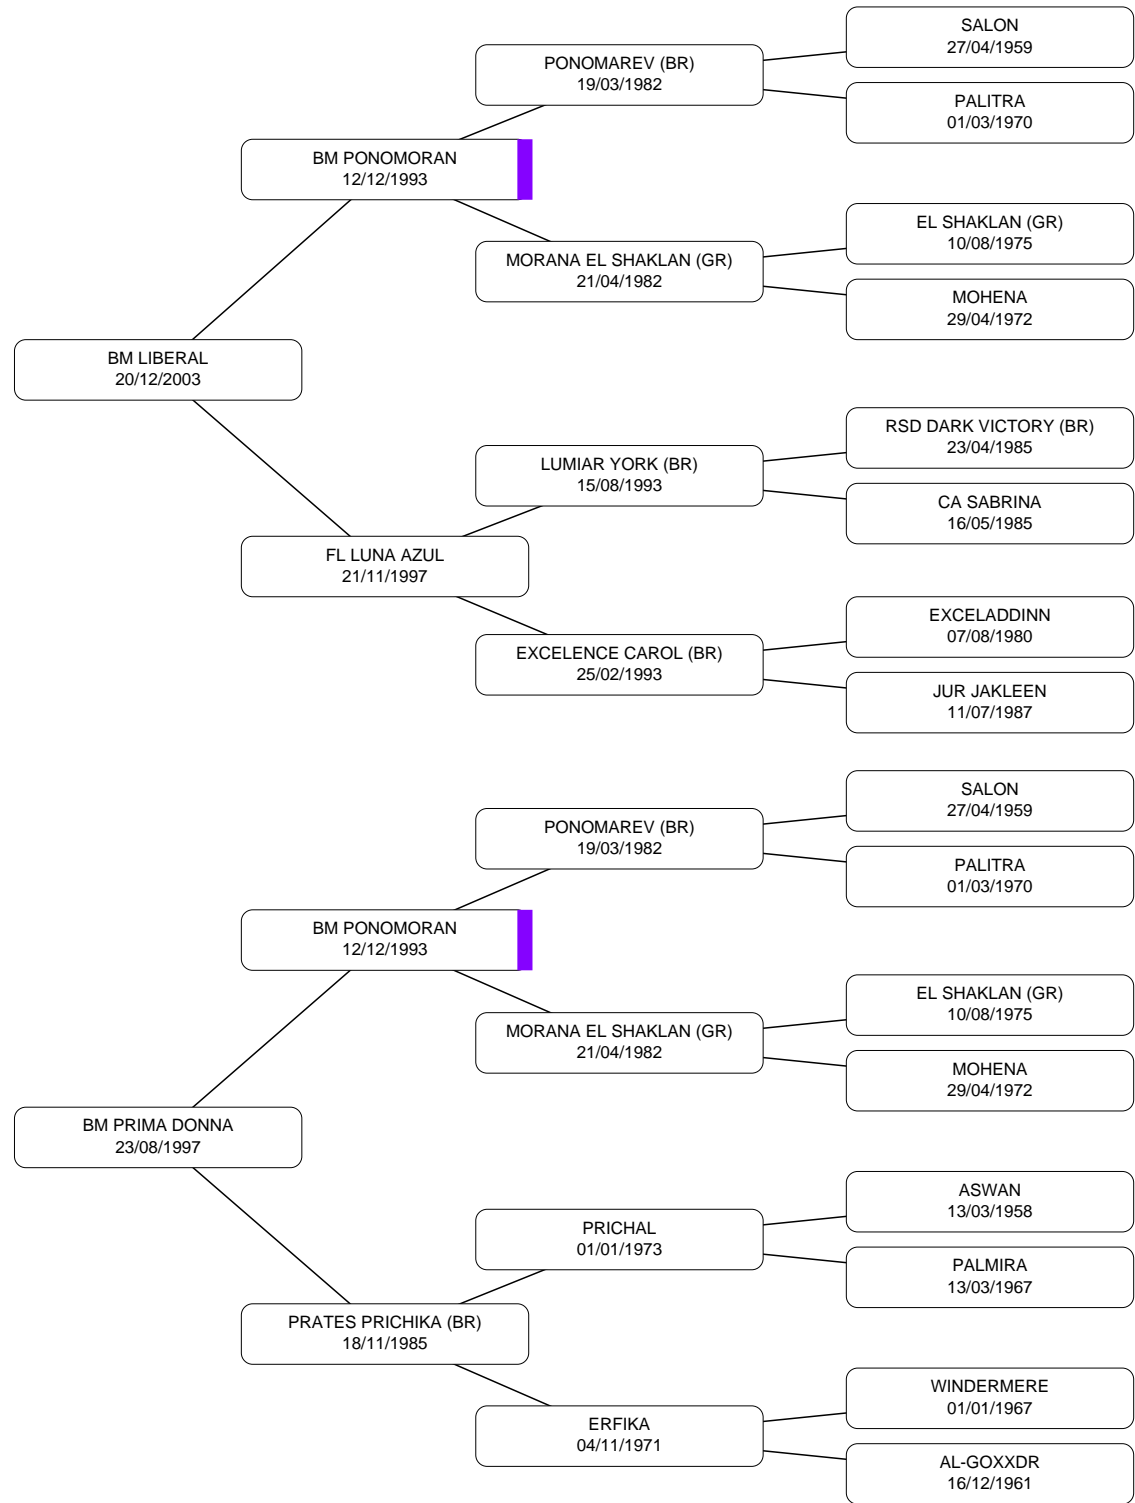 SALON
27/04/1959
PONOMAREV (BR)
19/03/1982
PALITRA
01/03/1970
BM PONOMORAN
12/12/1993
EL SHAKLAN (GR)
10/08/1975
MORANA EL SHAKLAN (GR)
21/04/1982
MOHENA
29/04/1972
BM LIBERAL
20/12/2003
RSD DARK VICTORY (BR)
23/04/1985
LUMIAR YORK (BR)
15/08/1993
CA SABRINA
16/05/1985
FL LUNA AZUL
21/11/1997
EXCELADDINN
07/08/1980
EXCELENCE CAROL (BR)
25/02/1993
JUR JAKLEEN
11/07/1987
SALON
27/04/1959
PONOMAREV (BR)
19/03/1982
PALITRA
01/03/1970
BM PONOMORAN
12/12/1993
EL SHAKLAN (GR)
10/08/1975
MORANA EL SHAKLAN (GR)
21/04/1982
MOHENA
29/04/1972
BM PRIMA DONNA
23/08/1997
ASWAN
13/03/1958
PRICHAL
01/01/1973
PALMIRA
13/03/1967
PRATES PRICHIKA (BR)
18/11/1985
WINDERMERE
01/01/1967
ERFIKA
04/11/1971
AL-GOXXDR
16/12/1961